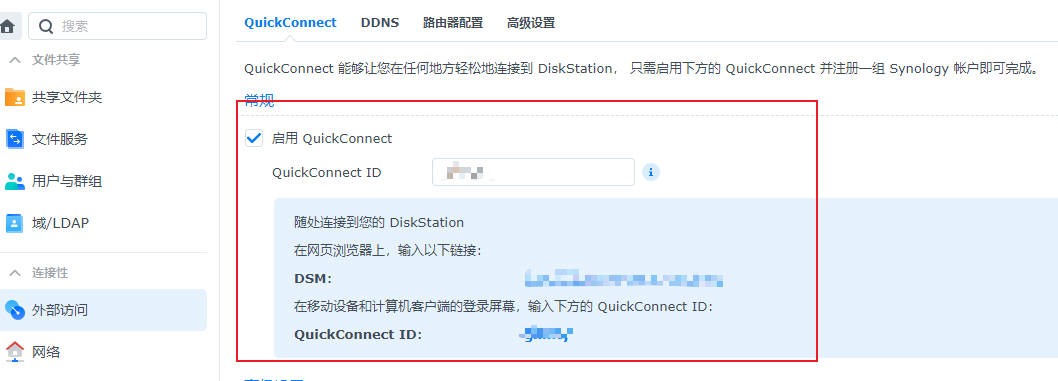 搜索
文件共享
共享文件夹
文件服务
用户与群组
域/LDAP
连接性
外部访问
网络
QuickConnect DDNS 路由器配置 高级设置
QuickConnect 能够让您在任何地方轻松地连接到 DiskStation， 只需启用下方的 QuickConnect 并注册一组 Synology 帐户即可完成。
常规
启用 QuickConnect
QuickConnect ID
随处连接到您的 DiskStation
在网页浏览器上，输入以下链接：
DSM：
在移动设备和计算机客户端的登录屏幕，输入下方的 QuickConnect ID：
QuickConnect ID：